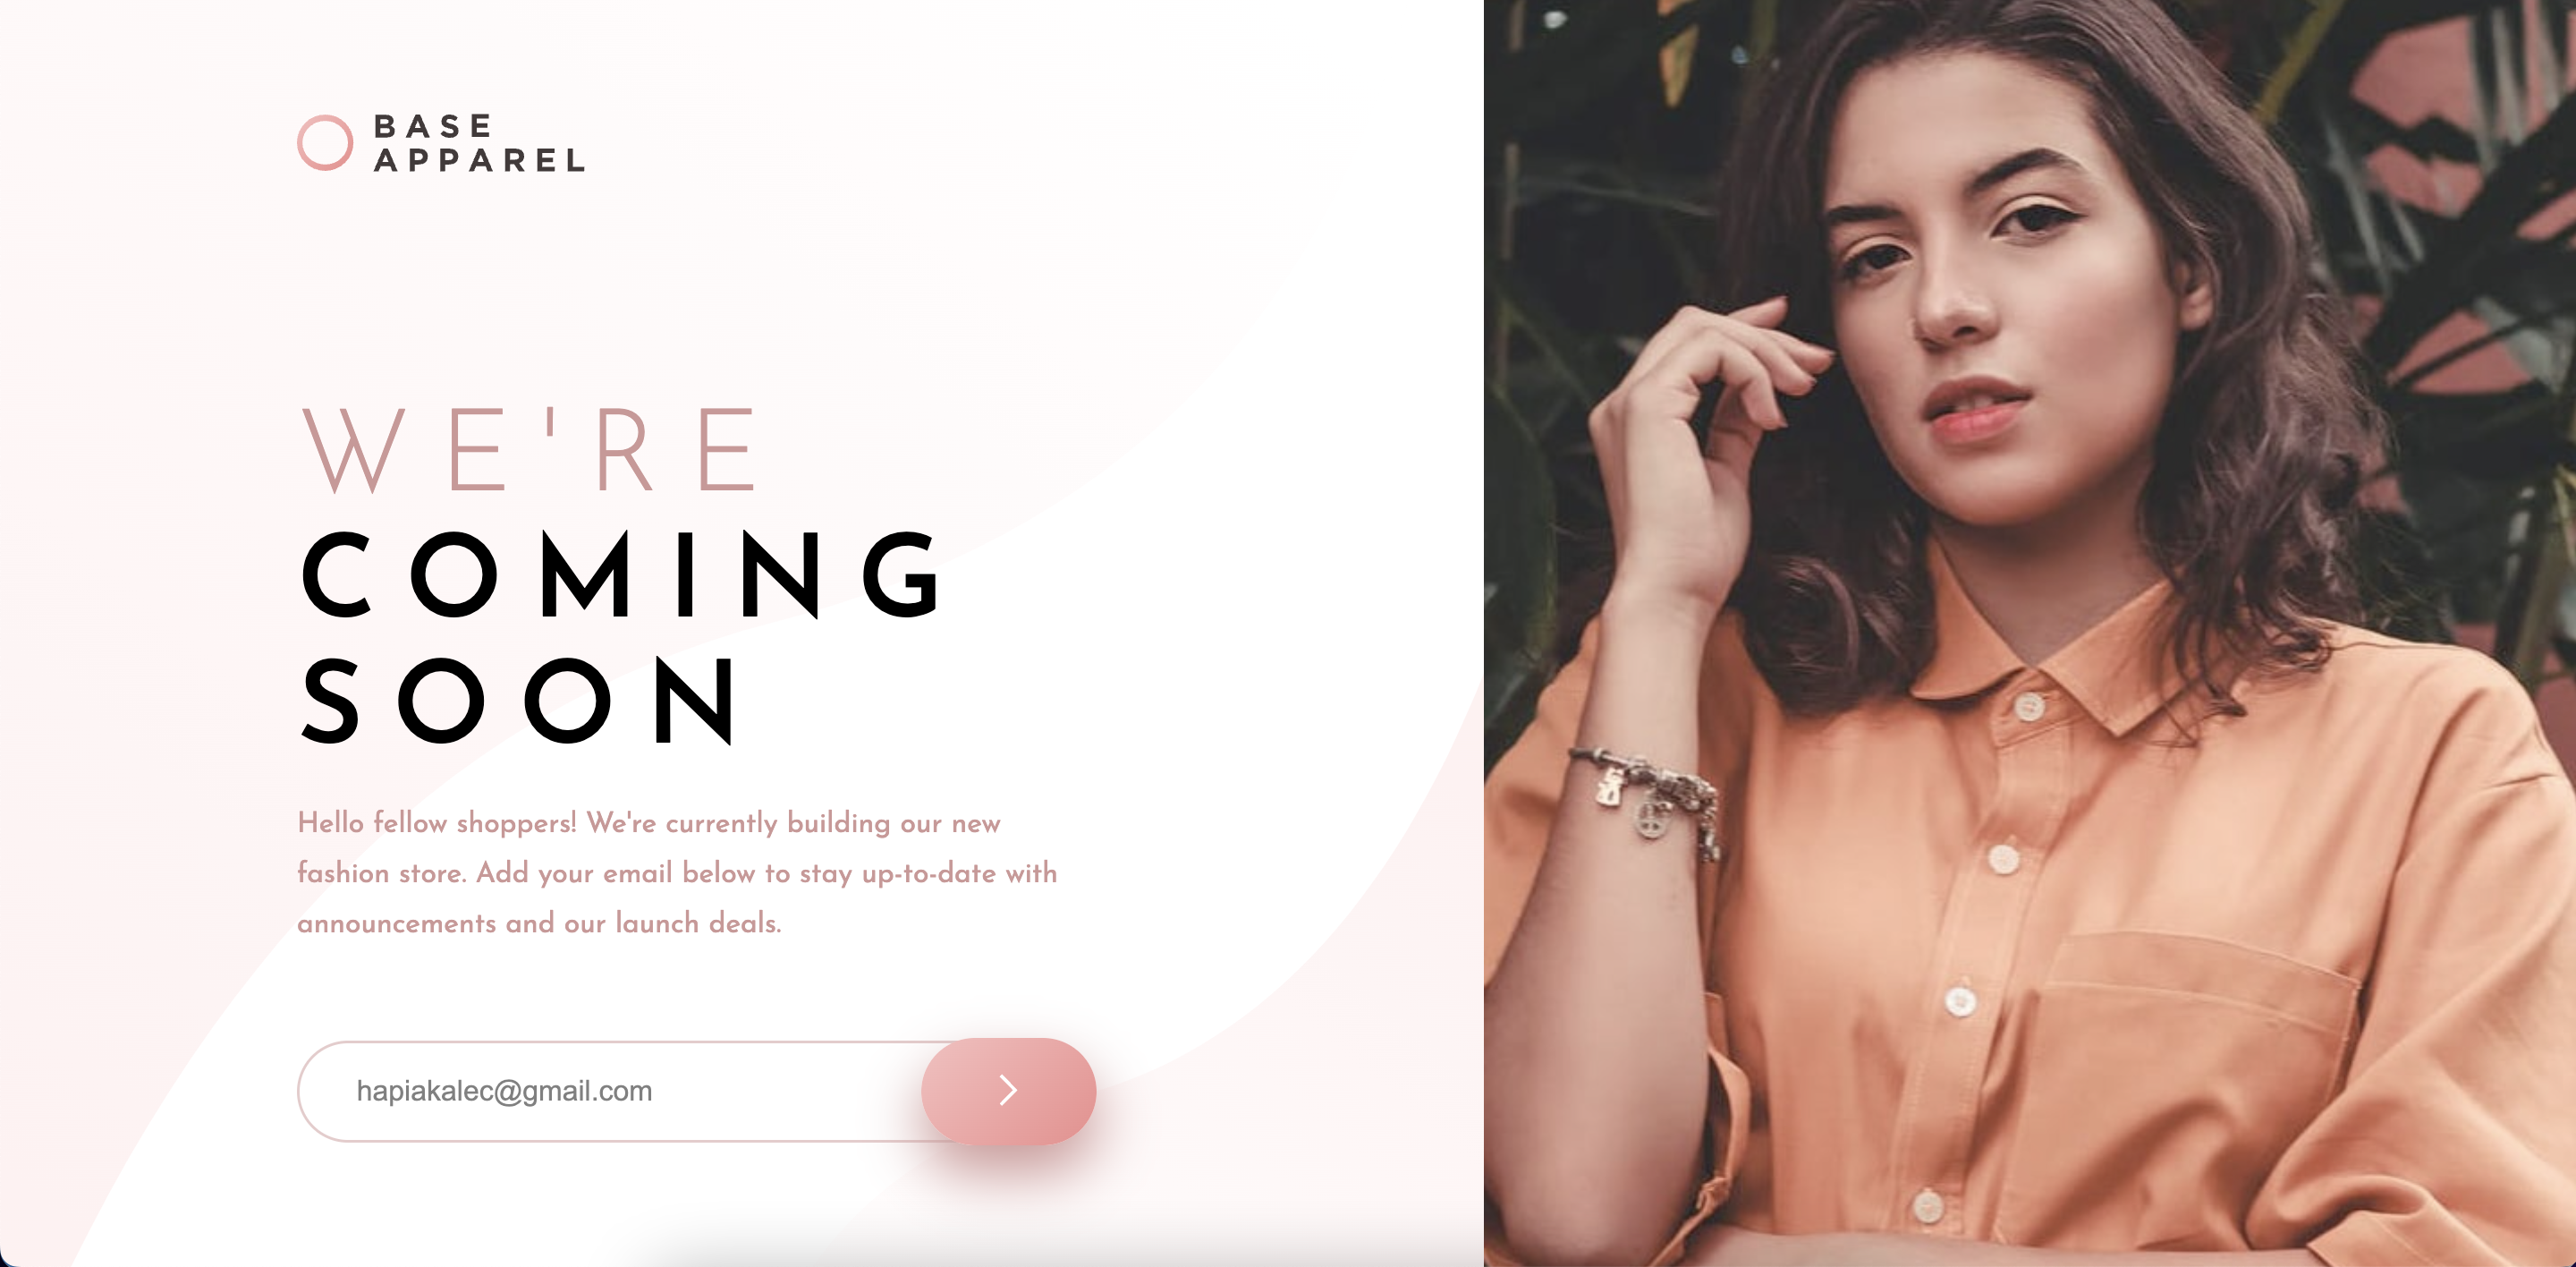 BASE
APPAREL
WE'RE
COMING
SOON
Hello fellow shoppers! We're currently building our new
fashion store. Add your email below to stay up-to-date with
announcements and our launch deals.
hapiakalec@gmail.com